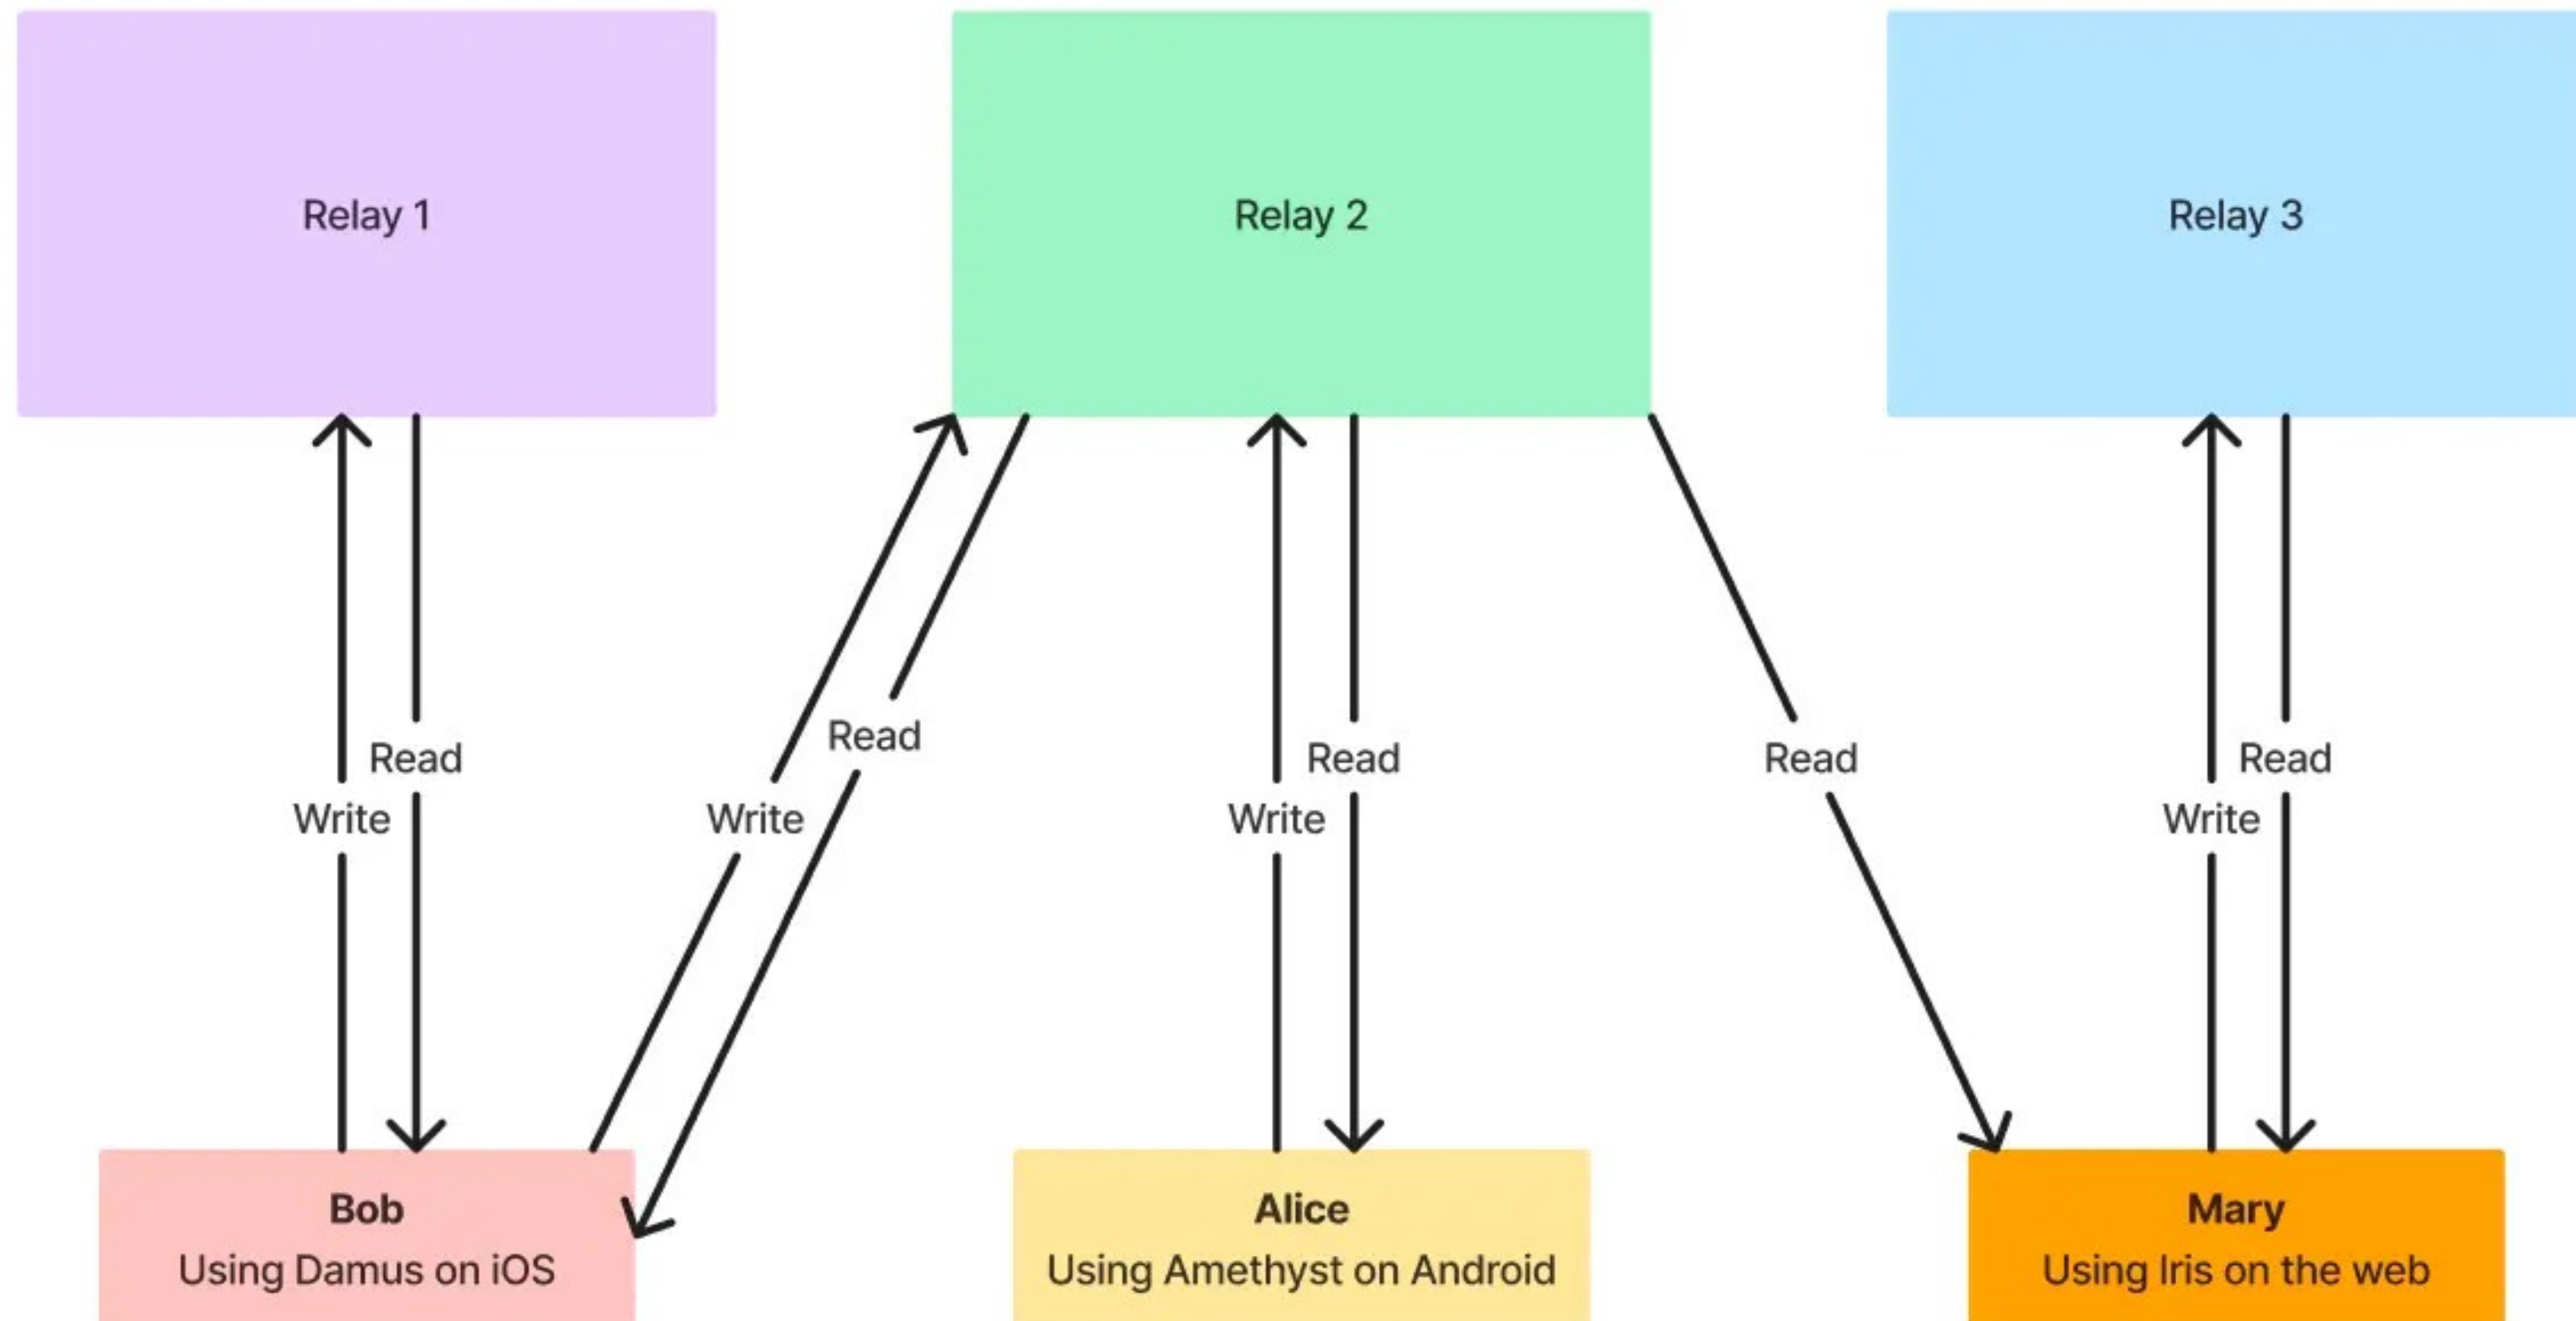 Relay 1
Relay 2
Relay 3
Read
Read
Read
Read
Read
Write
Write
Write
Write
Bob
Using Damus on iOS
Alice
Using Amethyst on Android
Mary
Using Iris on the web